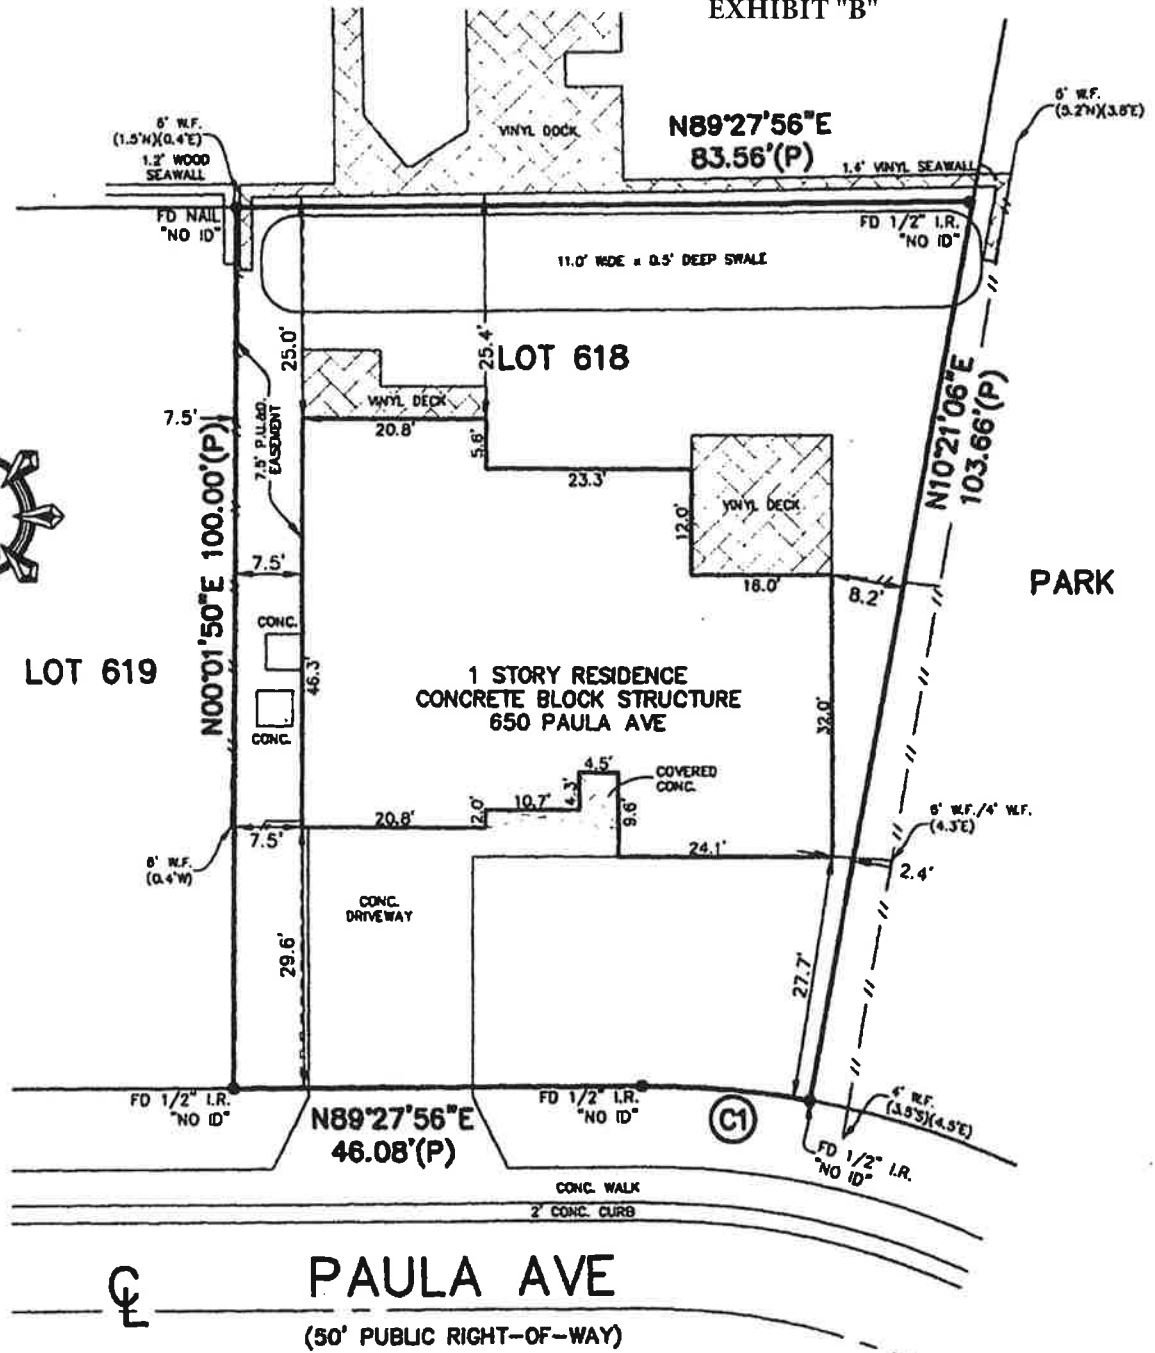 EXHIBIT "B"
6' W.F.
(1.5'N)(0.4'E)
1.2' WOOD
SEAWALL
VINYL DOCK
N89°27'56"E
83.56'(P)
6' W.F.
(5.2'N)(3.8'E)
1.4' VINYL SEAWALL
FD NAIL
"NO ID"
FD 1/2" I.R.
"NO ID"
11.0' WIDE x 0.5' DEEP SWALE
25.0'
25.4'
LOT 618
7.5'
7.5' P.U.&D.
EASEMENT
VINYL DECK
20.8'
5.6'
23.3'
VINYL DECK
12.0'
16.0'
8.2'
N10°21'06"E
103.66'(P)
PARK
N00°01'50"E 100.00'(P)
7.5'
CONC.
CONC.
46.3'
LOT 619
1 STORY RESIDENCE
CONCRETE BLOCK STRUCTURE
650 PAULA AVE
32.0'
4.5'
COVERED
CONC.
10.7'
4.3'
9.6'
2.0'
20.8'
7.5'
24.1'
6' W.F./4' W.F.
(4.3'E)
2.4'
6' W.F.
(0.4'W)
CONC.
DRIVEWAY
29.6'
27.7'
FD 1/2" I.R.
"NO ID"
N89°27'56"E
46.08'(P)
FD 1/2" I.R.
"NO ID"
C1
4' W.F.
(3.5'S)(4.5'E)
FD 1/2" I.R.
"NO ID"
CONC. WALK
2' CONC. CURB
CL
PAULA AVE
(50' PUBLIC RIGHT-OF-WAY)